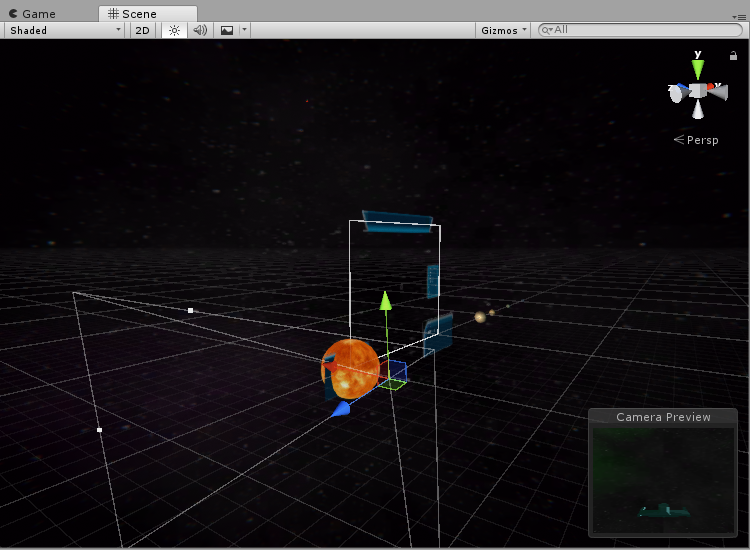 Game
Scene
Shaded
2D
Gizmos
All
y
z
x
Persp
Camera Preview